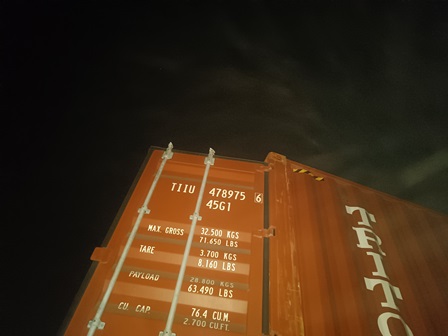 TIIU 478975 6
45G1
MAX. GROSS 32.500 KGS
71.650 LBS
TARE 3.700 KGS
8.160 LBS
PAYLOAD 28.800 KGS
63.490 LBS
CU. CAP. 76.4 CU.M.
2.700 CU.FT.
TRITO